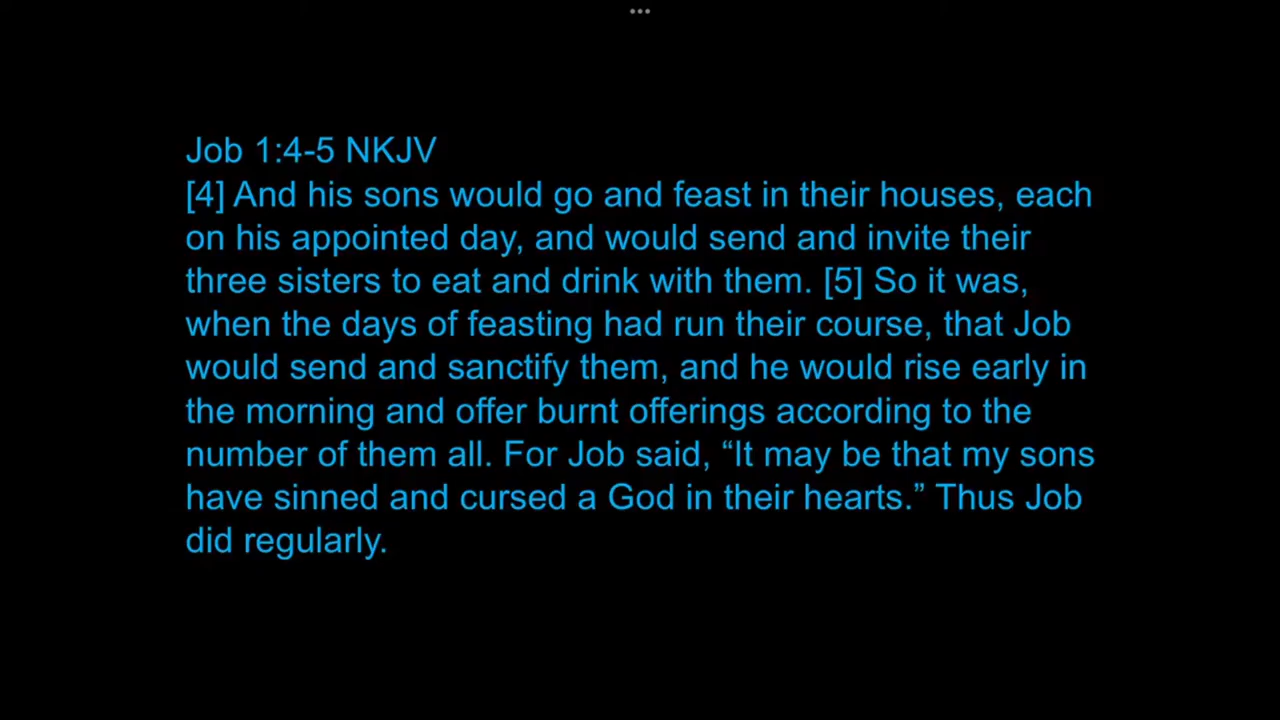 Job 1:4-5 NKJV
[4] And his sons would go and feast in their houses, each
on his appointed day, and would send and invite their
three sisters to eat and drink with them. [5] So it was,
when the days of feasting had run their course, that Job
would send and sanctify them, and he would rise early in
the morning and offer burnt offerings according to the
number of them all. For Job said, “It may be that my sons
have sinned and cursed a God in their hearts.” Thus Job
did regularly.